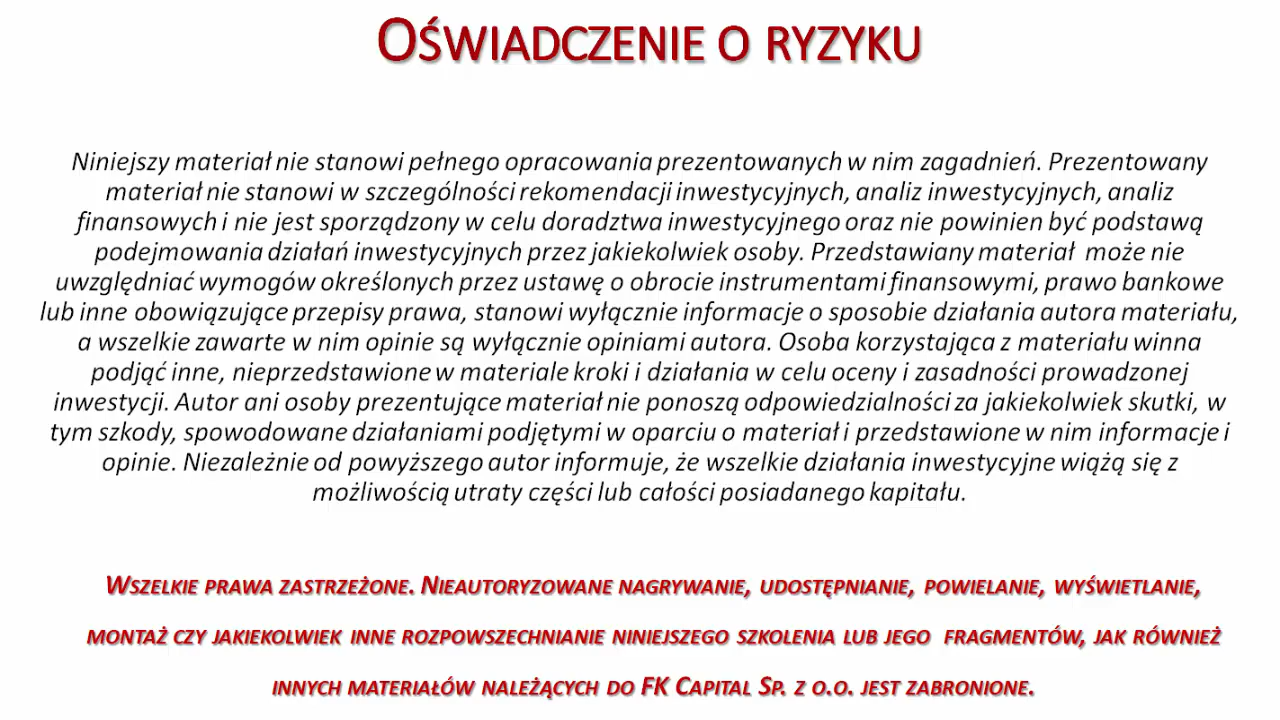 OŚWIADCZENIE O RYZYKU
Niniejszy materiał nie stanowi pełnego opracowania prezentowanych w nim zagadnień. Prezentowany
materiał nie stanowi w szczególności rekomendacji inwestycyjnych, analiz inwestycyjnych, analiz
finansowych i nie jest sporządzony w celu doradztwa inwestycyjnego oraz nie powinien być podstawą
podejmowania działań inwestycyjnych przez jakiekolwiek osoby. Przedstawiany materiał może nie
uwzględniać wymogów określonych przez ustawę o obrocie instrumentami finansowymi, prawo bankowe
lub inne obowiązujące przepisy prawa, stanowi wyłącznie informacje o sposobie działania autora materiału,
a wszelkie zawarte w nim opinie są wyłącznie opiniami autora. Osoba korzystająca z materiału winna
podjąć inne, nieprzedstawione w materiale kroki i działania w celu oceny i zasadności prowadzonej
inwestycji. Autor ani osoby prezentujące materiał nie ponoszą odpowiedzialności za jakiekolwiek skutki, w
tym szkody, spowodowane działaniami podjętymi w oparciu o materiał i przedstawione w nim informacje i
opinie. Niezależnie od powyższego autor informuje, że wszelkie działania inwestycyjne wiążą się z
możliwością utraty części lub całości posiadanego kapitału.
WSZELKIE PRAWA ZASTRZEŻONE. NIEAUTORYZOWANE NAGRYWANIE, UDOSTĘPNIANIE, POWIELANIE, WYŚWIETLANIE,
MONTAŻ CZY JAKIEKOLWIEK INNE ROZPOWSZECHNIANIE NINIEJSZEGO SZKOLENIA LUB JEGO FRAGMENTÓW, JAK RÓWNIEŻ
INNYCH MATERIAŁÓW NALEŻĄCYCH DO FK CAPITAL SP. Z O.O. JEST ZABRONIONE.